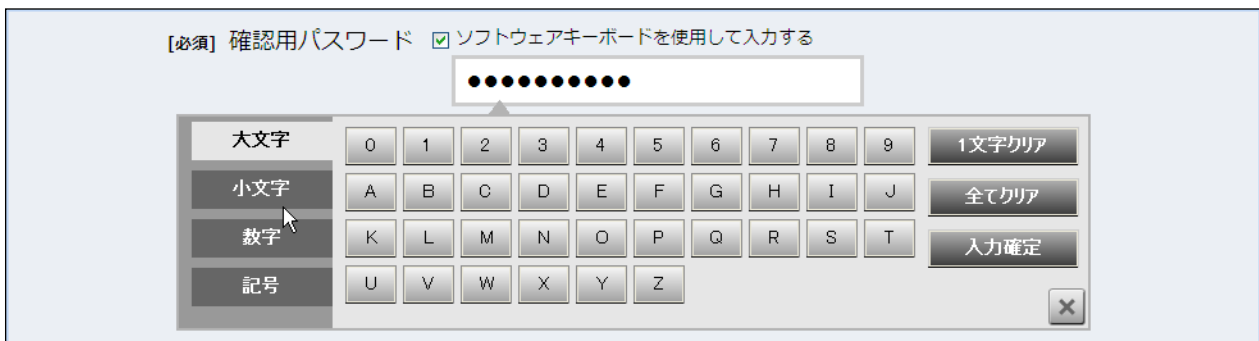 [必須] 確認用パスワード ソフトウェアキーボードを使用して入力する
●●●●●●●●●●
大文字 0 1 2 3 4 5 6 7 8 9 1文字クリア
小文字 A B C D E F G H I J 全てクリア
数字 K L M N O P Q R S T 入力確定
記号 U V W X Y Z
×